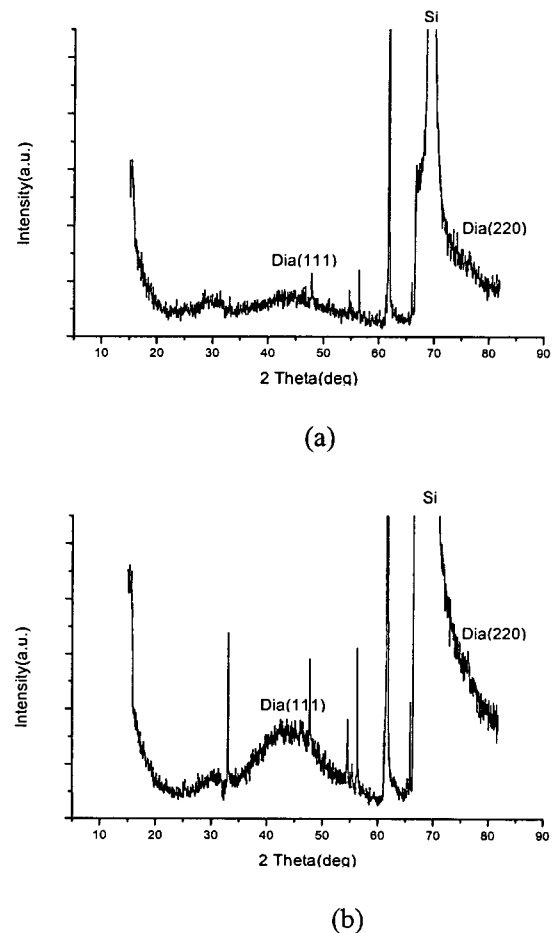 Si
Dia(220)
Dia(111)
Intensity(a.u.)
10 20 30 40 50 60 70 80 90
2 Theta(deg)
(a)
Si
Dia(220)
Dia(111)
Intensity(a.u.)
10 20 30 40 50 60 70 80 90
2 Theta(deg)
(b)